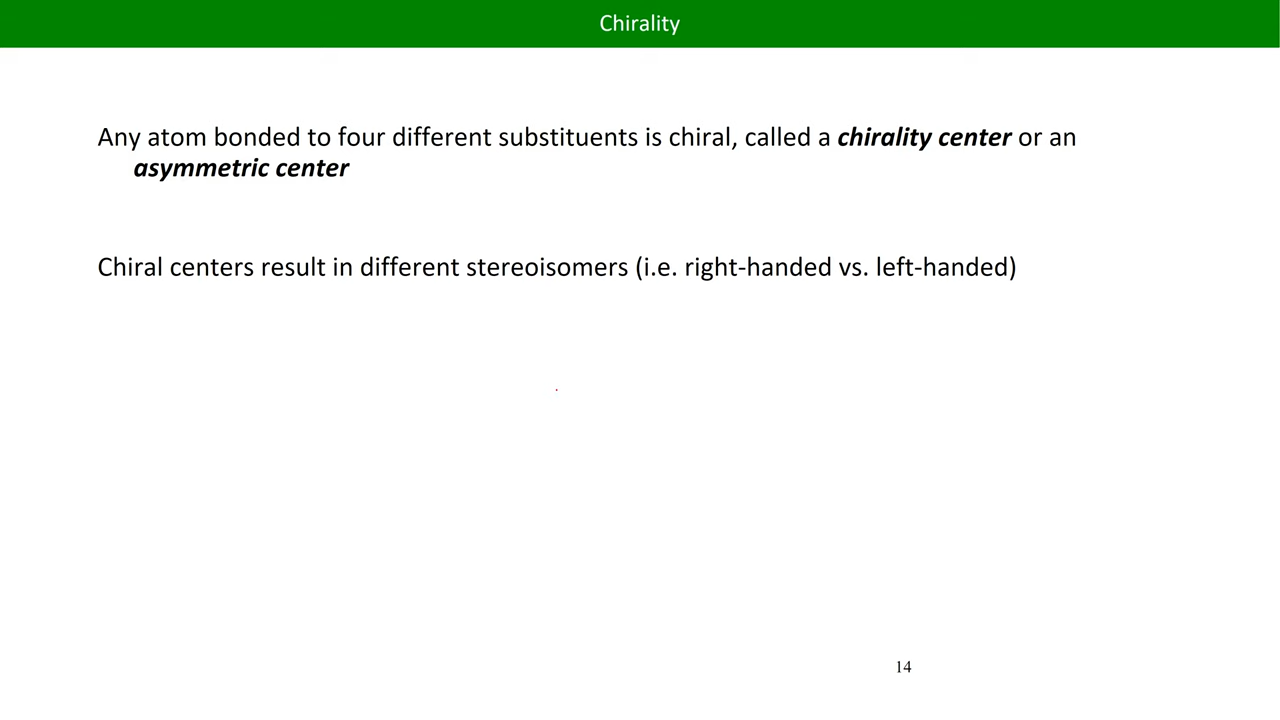 Chirality
Any atom bonded to four different substituents is chiral, called a chirality center or an
asymmetric center
Chiral centers result in different stereoisomers (i.e. right-handed vs. left-handed)
14